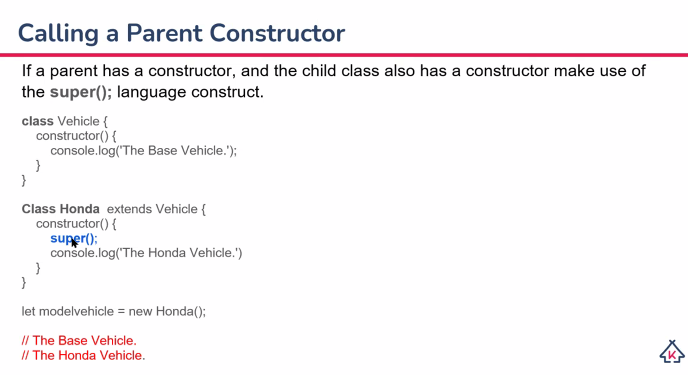 Calling a Parent Constructor
If a parent has a constructor, and the child class also has a constructor make use of
the super(); language construct.
class Vehicle {
constructor() {
console.log('The Base Vehicle.');
}
}
Class Honda extends Vehicle {
constructor() {
super();
console.log('The Honda Vehicle.')
}
}
let modelvehicle = new Honda();
// The Base Vehicle.
// The Honda Vehicle.
K